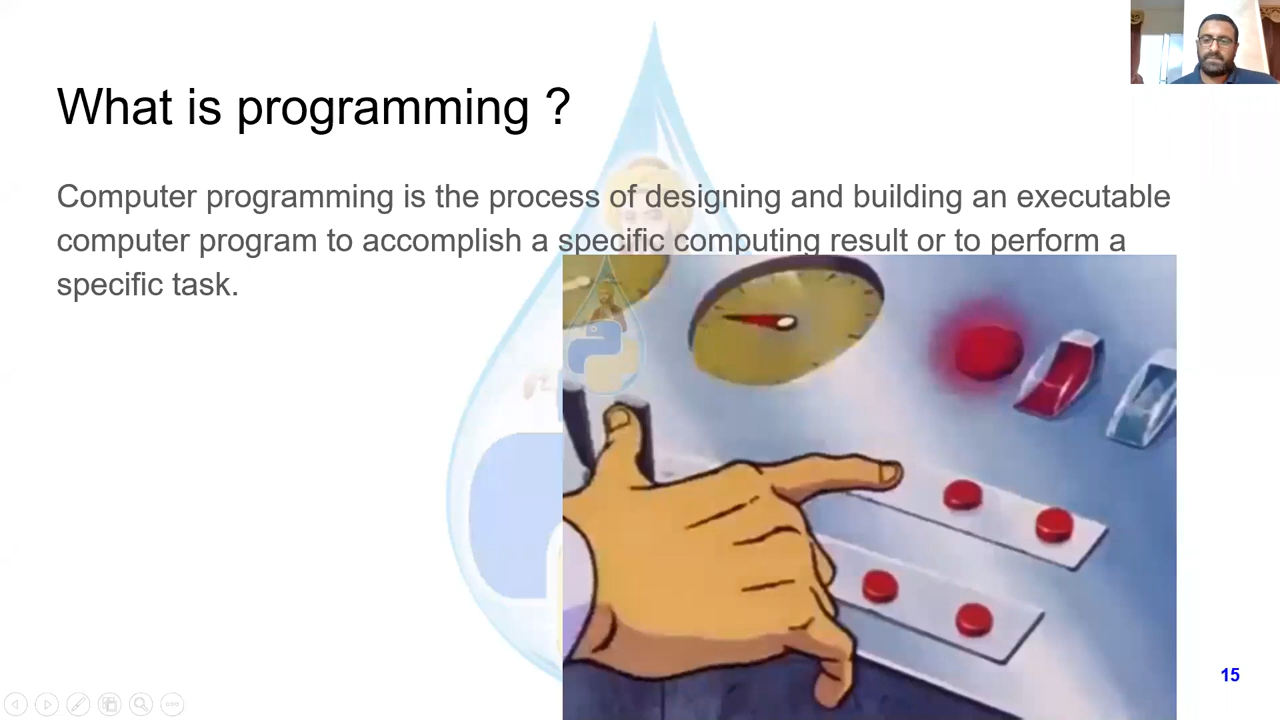 What is programming ?
Computer programming is the process of designing and building an executable
computer program to accomplish a specific computing result or to perform a
specific task.
15